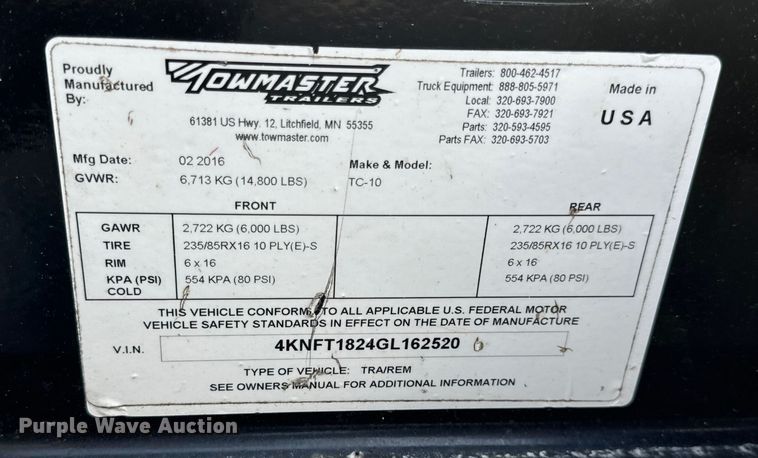 Proudly
Manufactured
By:
TOWMASTER
TRAILERS
61381 US Hwy. 12, Litchfield, MN 55355
www.towmaster.com
Trailers: 800-462-4517
Truck Equipment: 888-805-5971
Local: 320-693-7900
FAX: 320-693-7921
Parts: 320-593-4595
Parts FAX: 320-693-5703
Made in
USA
Mfg Date: 02 2016 Make & Model:
GVWR: 6,713 KG (14,800 LBS) TC-10
FRONT REAR
GAWR 2,722 KG (6,000 LBS) 2,722 KG (6,000 LBS)
TIRE 235/85RX16 10 PLY(E)-S 235/85RX16 10 PLY(E)-S
RIM 6 x 16 6 x 16
KPA (PSI) 554 KPA (80 PSI) 554 KPA (80 PSI)
COLD
THIS VEHICLE CONFORMS TO ALL APPLICABLE U.S. FEDERAL MOTOR
VEHICLE SAFETY STANDARDS IN EFFECT ON THE DATE OF MANUFACTURE
V.I.N. 4KNFT1824GL162520
TYPE OF VEHICLE: TRA/REM
SEE OWNERS MANUAL FOR ADDITIONAL INFORMATION
Purple Wave Auction